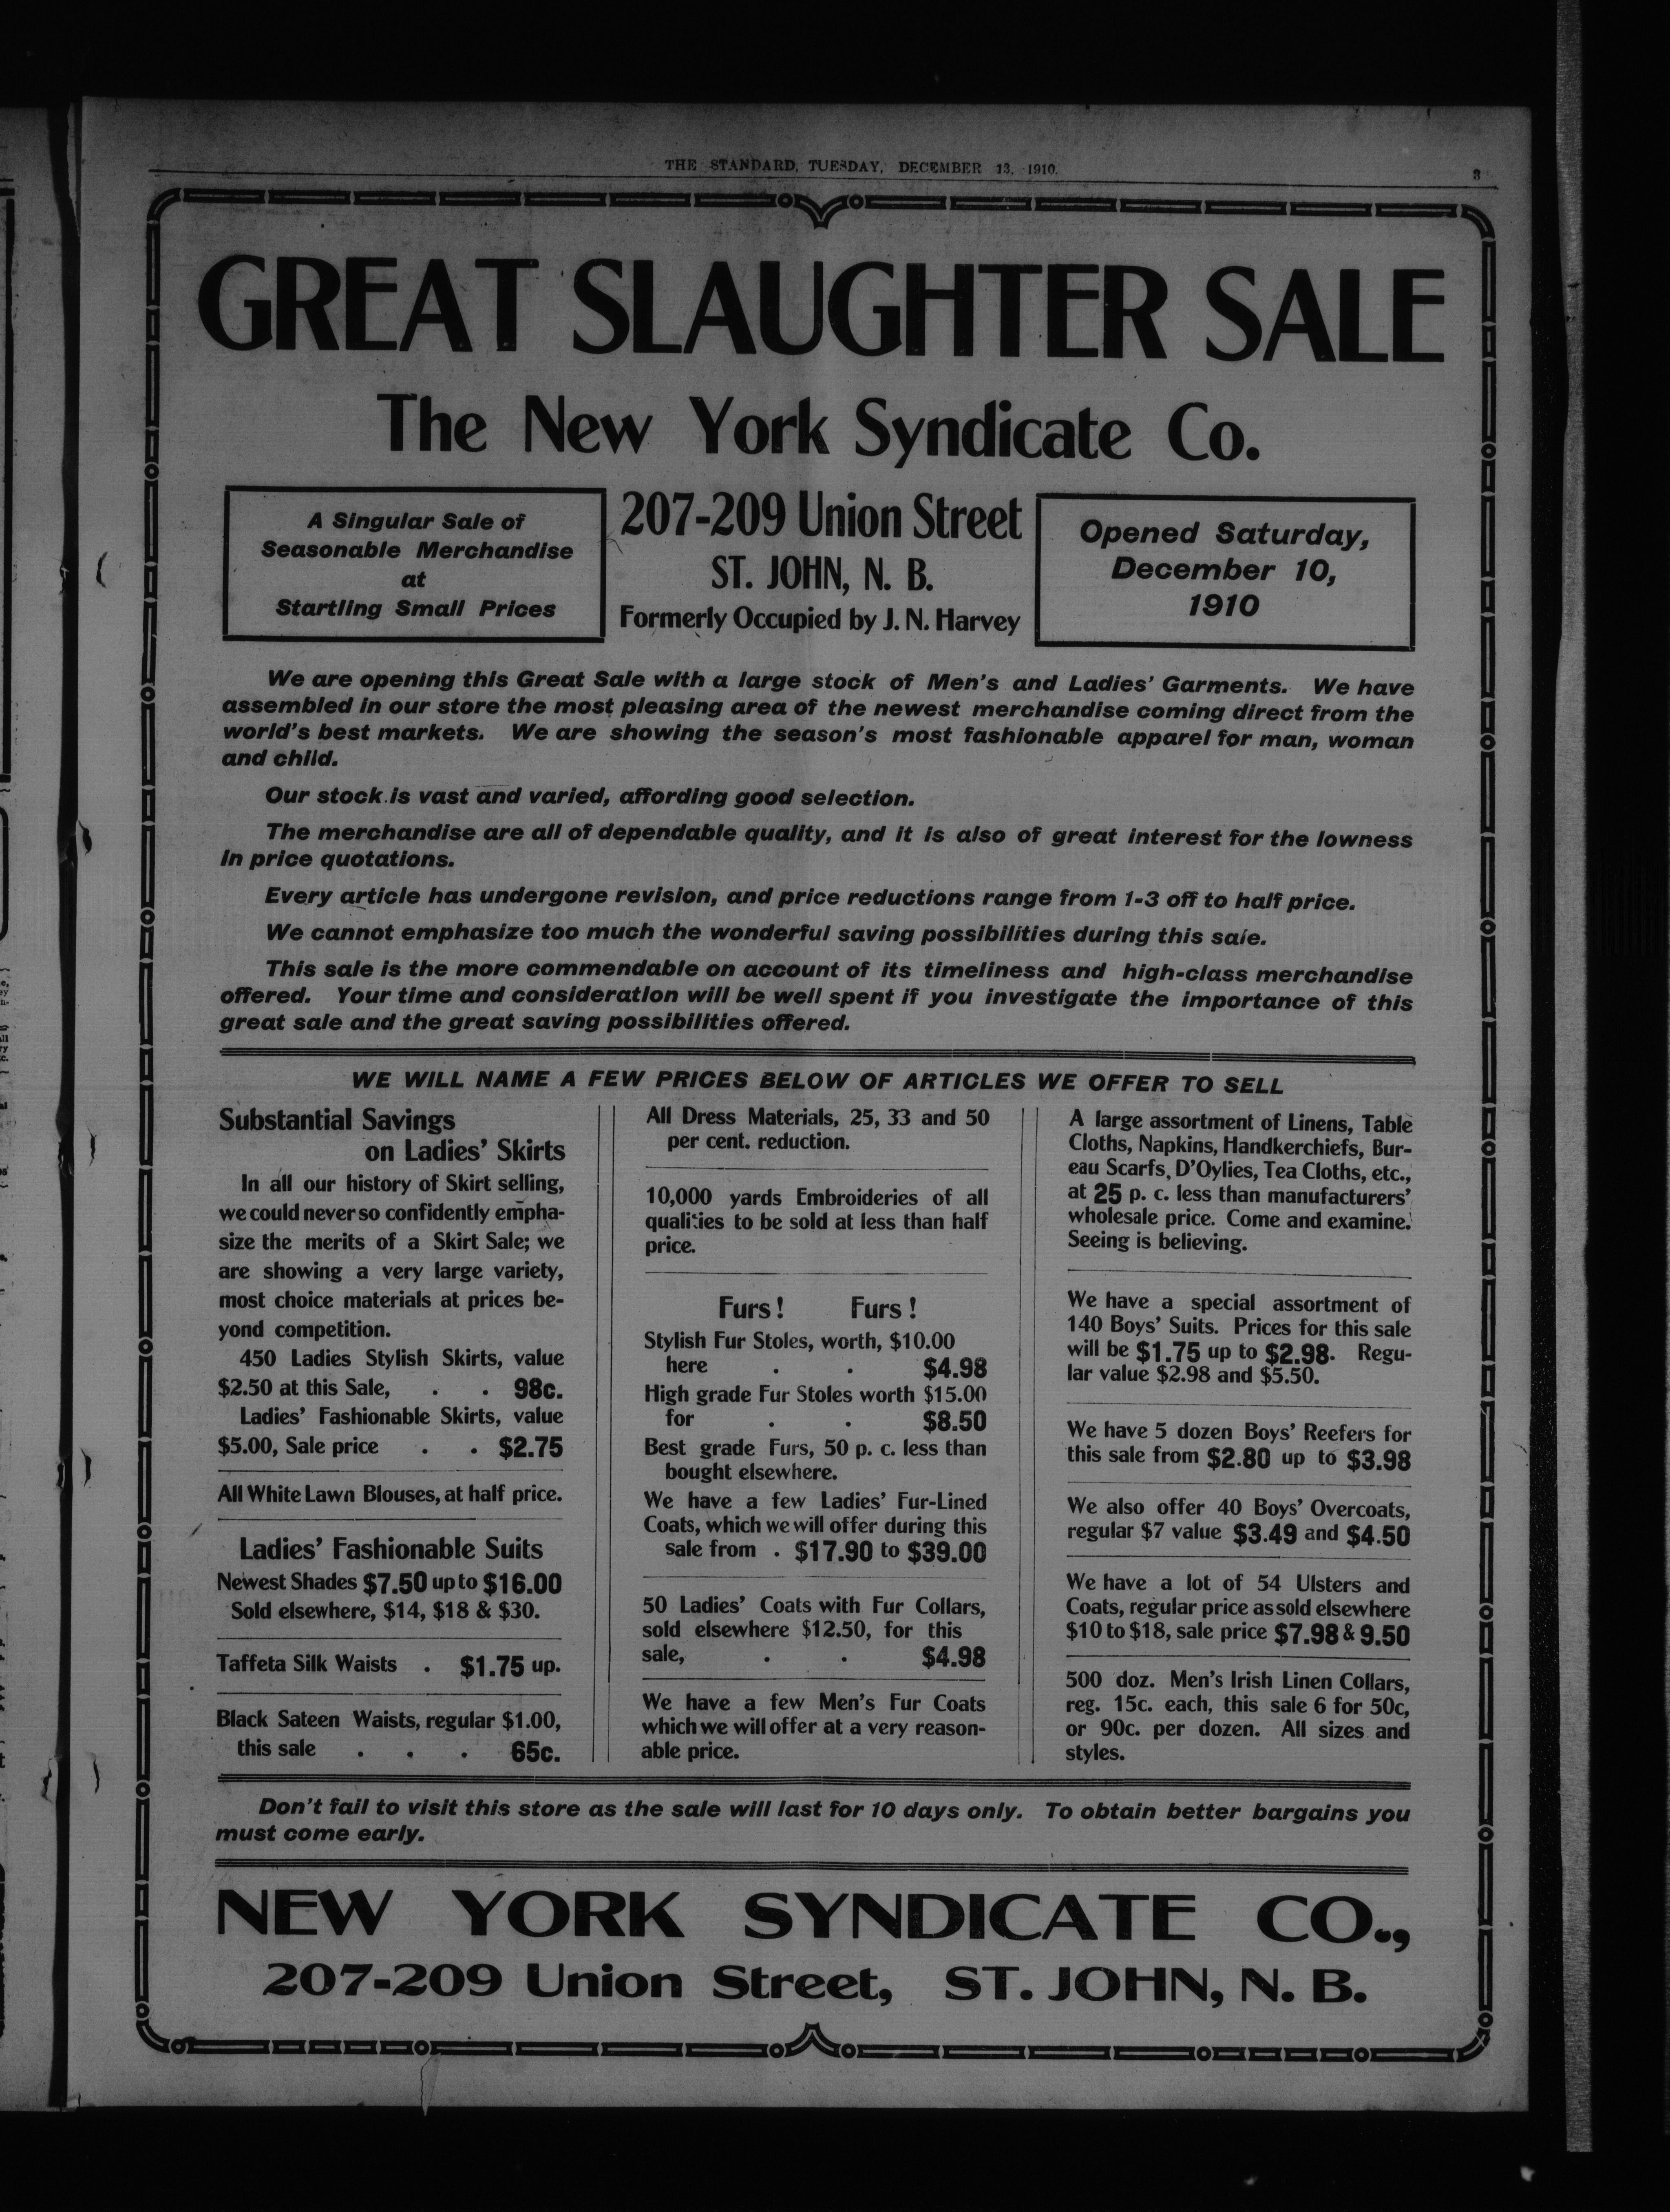 THE STANDARD, TUESDAY, DECEMBER 13, 1910.
3
GREAT SLAUGHTER SALE
The New York Syndicate Co.
A Singular Sale of
Seasonable Merchandise
at
Startling Small Prices
207-209 Union Street
ST. JOHN, N. B.
Formerly Occupied by J. N. Harvey
Opened Saturday,
December 10,
1910
We are opening this Great Sale with a large stock of Men's and Ladies' Garments. We have
assembled in our store the most pleasing area of the newest merchandise coming direct from the
world's best markets. We are showing the season's most fashionable apparel for man, woman
and child.
Our stock is vast and varied, affording good selection.
The merchandise are all of dependable quality, and it is also of great interest for the lowness
in price quotations.
Every article has undergone revision, and price reductions range from 1-3 off to half price.
We cannot emphasize too much the wonderful saving possibilities during this sale.
This sale is the more commendable on account of its timeliness and high-class merchandise
offered. Your time and consideration will be well spent if you investigate the importance of this
great sale and the great saving possibilities offered.
WE WILL NAME A FEW PRICES BELOW OF ARTICLES WE OFFER TO SELL
Substantial Savings
on Ladies' Skirts
In all our history of Skirt selling,
we could never so confidently empha-
size the merits of a Skirt Sale; we
are showing a very large variety,
most choice materials at prices be-
yond competition.
450 Ladies Stylish Skirts, value
$2.50 at this Sale, . . 98c.
Ladies' Fashionable Skirts, value
$5.00, Sale price . . $2.75
All White Lawn Blouses, at half price.
Ladies' Fashionable Suits
Newest Shades $7.50 up to $16.00
Sold elsewhere, $14, $18 & $30.
Taffeta Silk Waists . $1.75 up.
Black Sateen Waists, regular $1.00,
this sale . . . 65c.
All Dress Materials, 25, 33 and 50
per cent. reduction.
10,000 yards Embroideries of all
qualities to be sold at less than half
price.
Furs! Furs!
Stylish Fur Stoles, worth, $10.00
here . . $4.98
High grade Fur Stoles worth $15.00
for . . $8.50
Best grade Furs, 50 p. c. less than
bought elsewhere.
We have a few Ladies' Fur-Lined
Coats, which we will offer during this
sale from . $17.90 to $39.00
50 Ladies' Coats with Fur Collars,
sold elsewhere $12.50, for this
sale, . . $4.98
We have a few Men's Fur Coats
which we will offer at a very reason-
able price.
A large assortment of Linens, Table
Cloths, Napkins, Handkerchiefs, Bur-
eau Scarfs, D'Oylies, Tea Cloths, etc.,
at 25 p. c. less than manufacturers'
wholesale price. Come and examine.
Seeing is believing.
We have a special assortment of
140 Boys' Suits. Prices for this sale
will be $1.75 up to $2.98. Regu-
lar value $2.98 and $5.50.
We have 5 dozen Boys' Reefers for
this sale from $2.80 up to $3.98
We also offer 40 Boys' Overcoats,
regular $7 value $3.49 and $4.50
We have a lot of 54 Ulsters and
Coats, regular price as sold elsewhere
$10 to $18, sale price $7.98 & 9.50
500 doz. Men's Irish Linen Collars,
reg. 15c. each, this sale 6 for 50c,
or 90c. per dozen. All sizes and
styles.
Don't fail to visit this store as the sale will last for 10 days only. To obtain better bargains you
must come early.
NEW YORK SYNDICATE CO.,
207-209 Union Street, ST. JOHN, N. B.